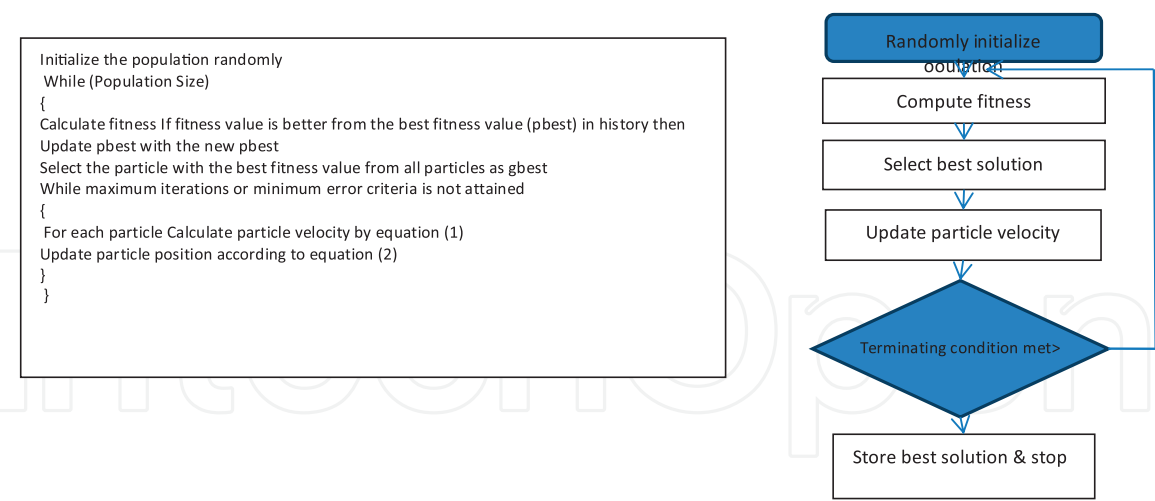 Initialize the population randomly
While (Population Size)
{
Calculate fitness If fitness value is better from the best fitness value (pbest) in history then
Update pbest with the new pbest
Select the particle with the best fitness value from all particles as gbest
While maximum iterations or minimum error criteria is not attained
{
For each particle Calculate particle velocity by equation (1)
Update particle position according to equation (2)
}
}
Randomly initialize
Compute fitness
Select best solution
Update particle velocity
Terminating condition met>
Store best solution & stop
IntechOpen